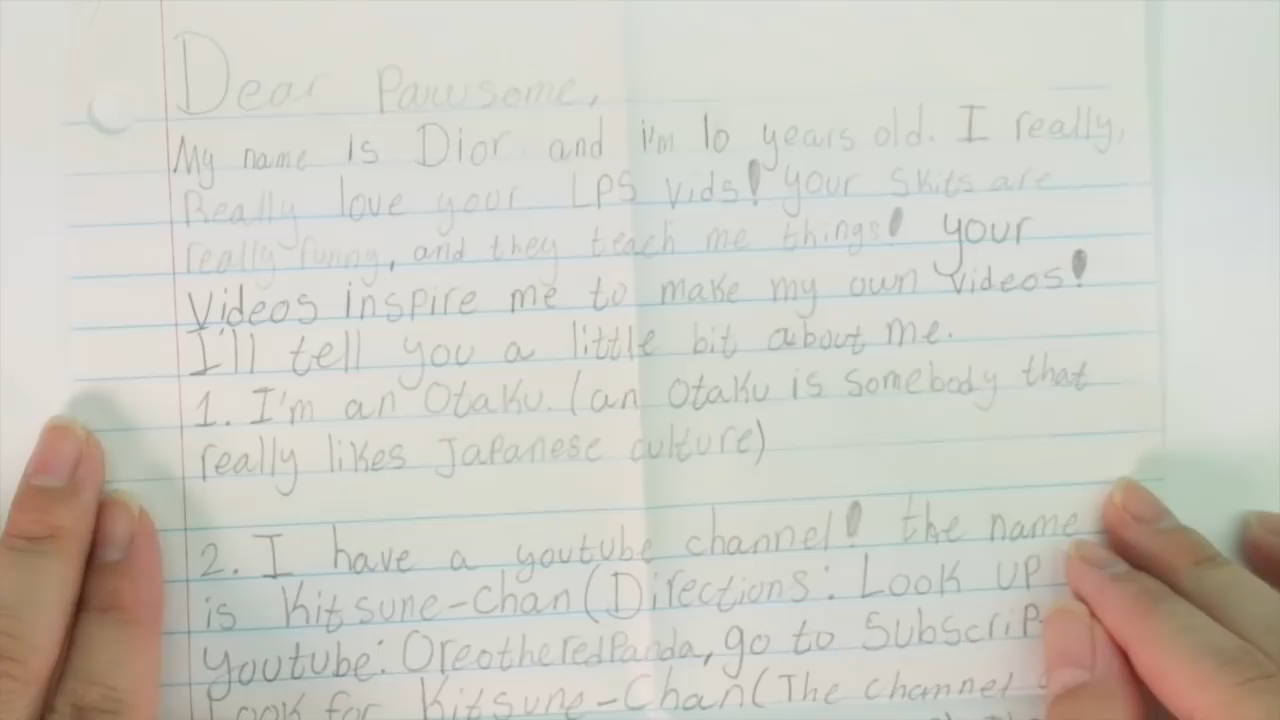 Dear Pawsome,
My name is Dior and i'm 10 years old. I really,
Really love your LPS vids! your skits are
really funny, and they teach me things! your
Videos inspire me to make my own videos!
I'll tell you a little bit about me.
1. I'm an Otaku. (an otaku is somebody that
really likes Japanese culture)
2. I have a youtube channel! the name
is Kitsune-Chan (Directions: Look up
youtube: OreotheredPanda, go to Subscrip
Look for Kitsune-Chan (The channel